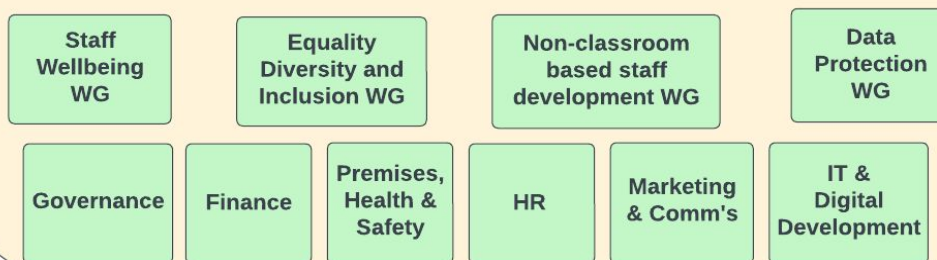 Staff
Wellbeing
WG
Equality
Diversity and
Inclusion WG
Non-classroom
based staff
development WG
Data
Protection
WG
Governance
Finance
Premises,
Health &
Safety
HR
Marketing
& Comm's
IT &
Digital
Development